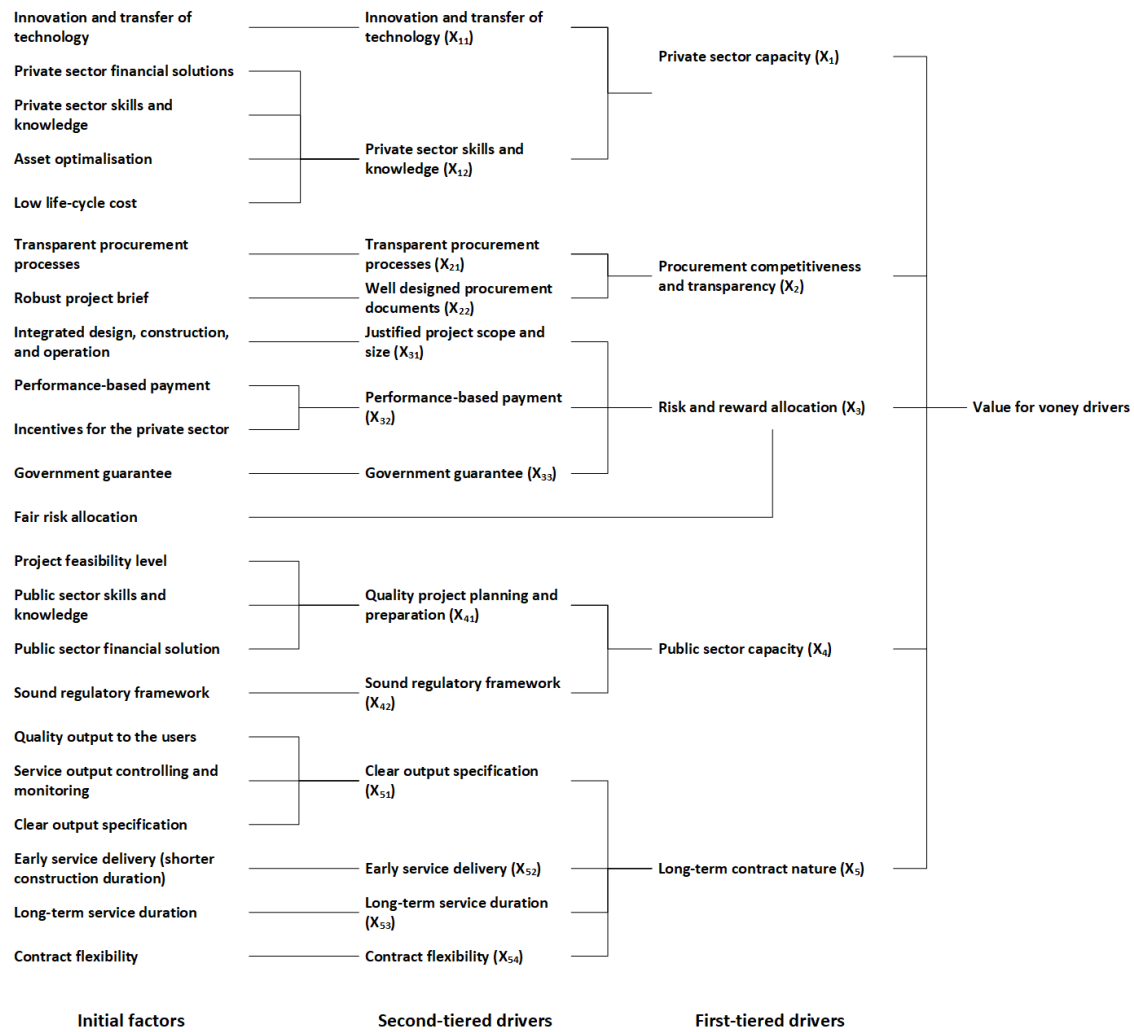 Innovation and transfer of
technology
Private sector financial solutions
Private sector skills and
knowledge
Asset optimalisation
Low life-cycle cost
Transparent procurement
processes
Robust project brief
Integrated design, construction,
and operation
Performance-based payment
Incentives for the private sector
Government guarantee
Fair risk allocation
Project feasibility level
Public sector skills and
knowledge
Public sector financial solution
Sound regulatory framework
Quality output to the users
Service output controlling and
monitoring
Clear output specification
Early service delivery (shorter
construction duration)
Long-term service duration
Contract flexibility
Initial factors
Innovation and transfer of
technology (X₁₁)
Private sector skills and
knowledge (X₁₂)
Transparent procurement
processes (X₂₁)
Well designed procurement
documents (X₂₂)
Justified project scope and
size (X₃₁)
Performance-based payment
(X₃₂)
Government guarantee (X₃₃)
Quality project planning and
preparation (X₄₁)
Sound regulatory framework
(X₄₂)
Clear output specification
(X₅₁)
Early service delivery (X₅₂)
Long-term service duration
(X₅₃)
Contract flexibility (X₅₄)
Second-tiered drivers
Private sector capacity (X₁)
Procurement competitiveness
and transparency (X₂)
Risk and reward allocation (X₃)
Public sector capacity (X₄)
Long-term contract nature (X₅)
First-tiered drivers
Value for voney drivers